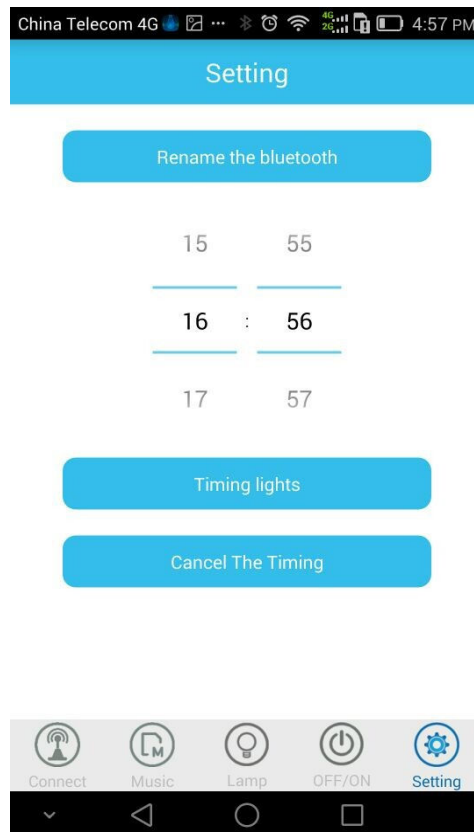 China Telecom 4G ··· 4G 2G 4:57 PM
Setting
Rename the bluetooth
15 55
16 : 56
17 57
Timing lights
Cancel The Timing
M
Connect Music Lamp OFF/ON Setting